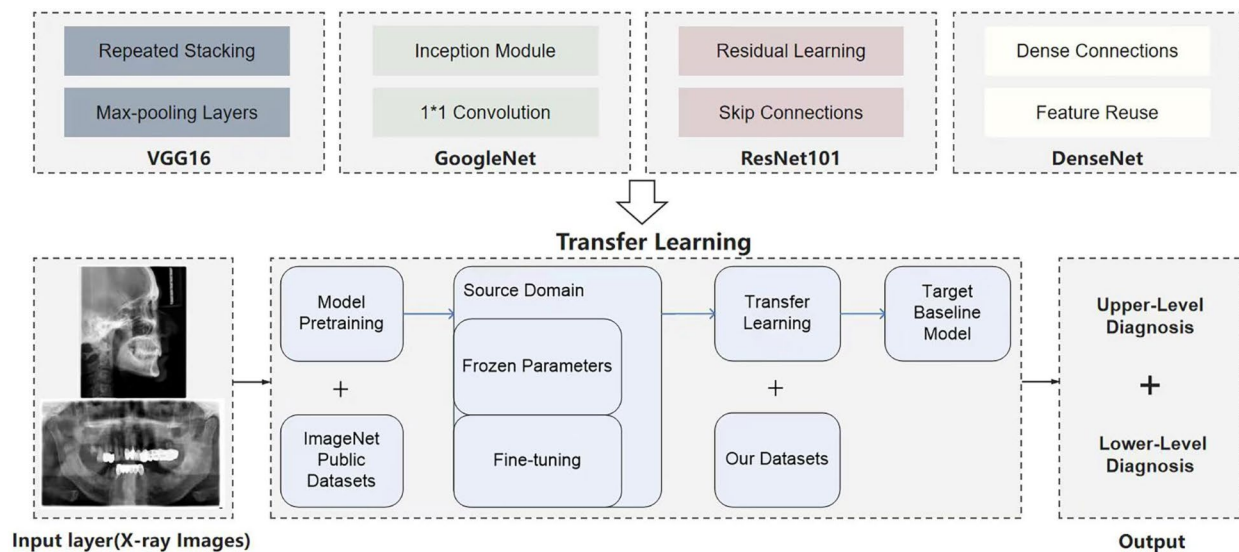 Repeated Stacking
Max-pooling Layers
VGG16
Inception Module
1*1 Convolution
GoogleNet
Residual Learning
Skip Connections
ResNet101
Dense Connections
Feature Reuse
DenseNet
Transfer Learning
Input layer(X-ray Images)
Model
Pretraining
+
ImageNet
Public
Datasets
Source Domain
Frozen Parameters
Fine-tuning
Transfer
Learning
+
Our Datasets
Target
Baseline
Model
Upper-Level
Diagnosis
+
Lower-Level
Diagnosis
Output